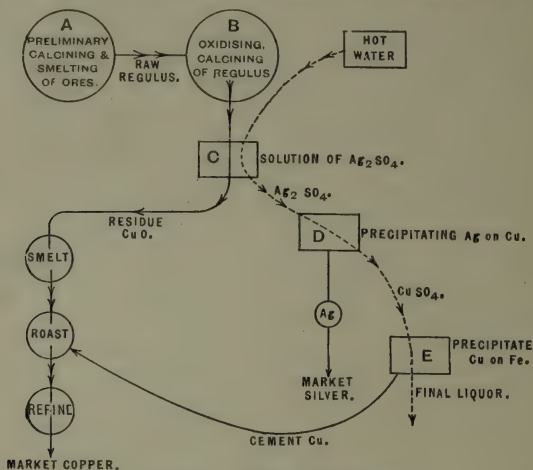 A
PRELIMINARY
CALCINING &
SMELTING
OF ORES.
RAW
REGULUS.
B
OXIDISING.
CALCINING
OF REGULUS
HOT
WATER
C
SOLUTION OF Ag₂SO₄.
Ag₂ SO₄.
RESIDUE
CuO.
D
PRECIPITATING Ag on Cu.
SMELT
CuSO₄.
Ag
ROAST
E
PRECIPITATE
Cu on Fe.
MARKET
SILVER.
FINAL LIQUOR.
REFINE
CEMENT Cu.
MARKET COPPER.